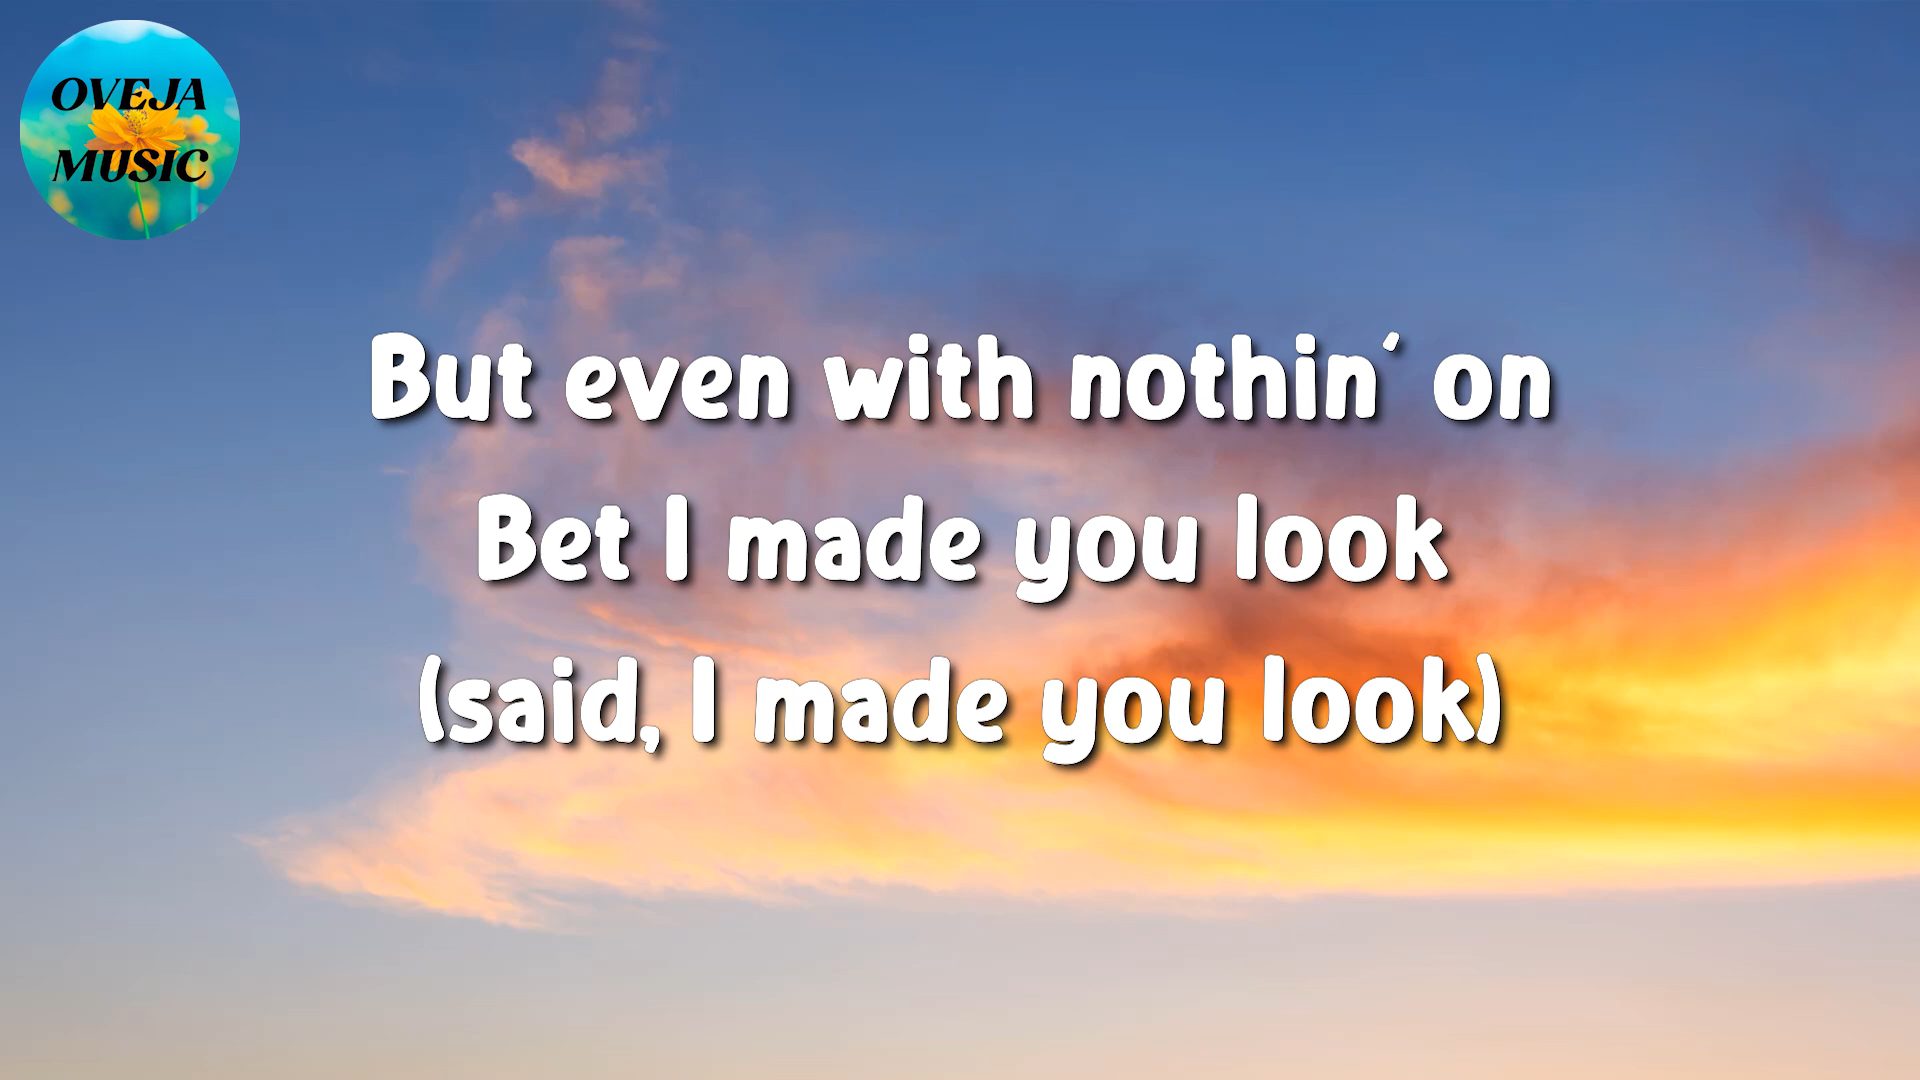 OVEJA
MUSIC
But even with nothin' on
Bet I made you look
(said, I made you look)